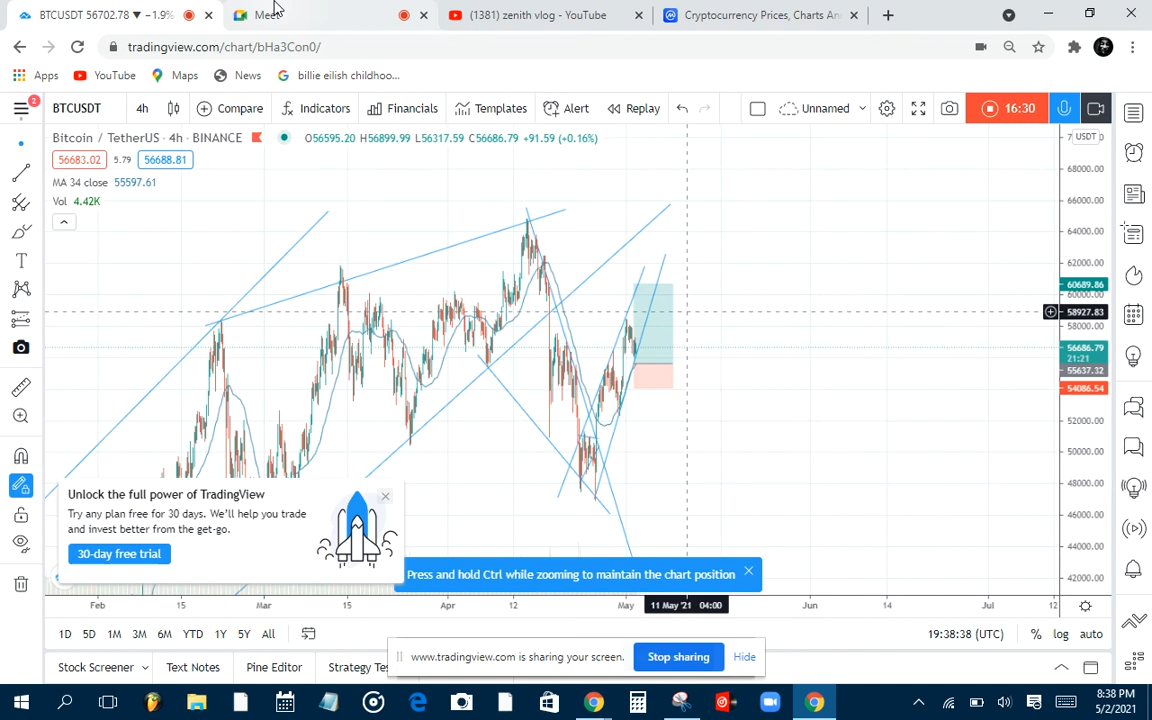 BTCUSDT 56702.78 ▼ −1.9%
Meet
(1381) zenith vlog - YouTube
Cryptocurrency Prices, Charts An
tradingview.com/chart/bHa3Con0/
Apps
YouTube
Maps
News
billie eilish childhoo...
2
BTCUSDT
4h
Compare
Indicators
Financials
Templates
Alert
Replay
Unnamed
16:30
Bitcoin / TetherUS · 4h · BINANCE
O56595.20 H56899.99 L56317.59 C56686.79 +91.59 (+0.16%)
USDT
56683.02
5.79
56688.81
MA 34 close 55597.61
Vol 4.42K
68000.00
66000.00
64000.00
62000.00
60689.86
60000.00
58927.83
58000.00
56686.79
21:21
55637.32
54086.54
52000.00
50000.00
48000.00
46000.00
44000.00
42000.00
Unlock the full power of TradingView
Try any plan free for 30 days. We'll help you trade
and invest better from the get-go.
30-day free trial
Press and hold Ctrl while zooming to maintain the chart position
Feb
15
Mar
15
Apr
12
May
11 May '21 04:00
Jun
14
Jul
12
1D
5D
1M
3M
6M
YTD
1Y
5Y
All
19:38:38 (UTC)
%
log
auto
www.tradingview.com is sharing your screen.
Stop sharing
Hide
Stock Screener
Text Notes
Pine Editor
Strategy Tes
8:38 PM
5/2/2021